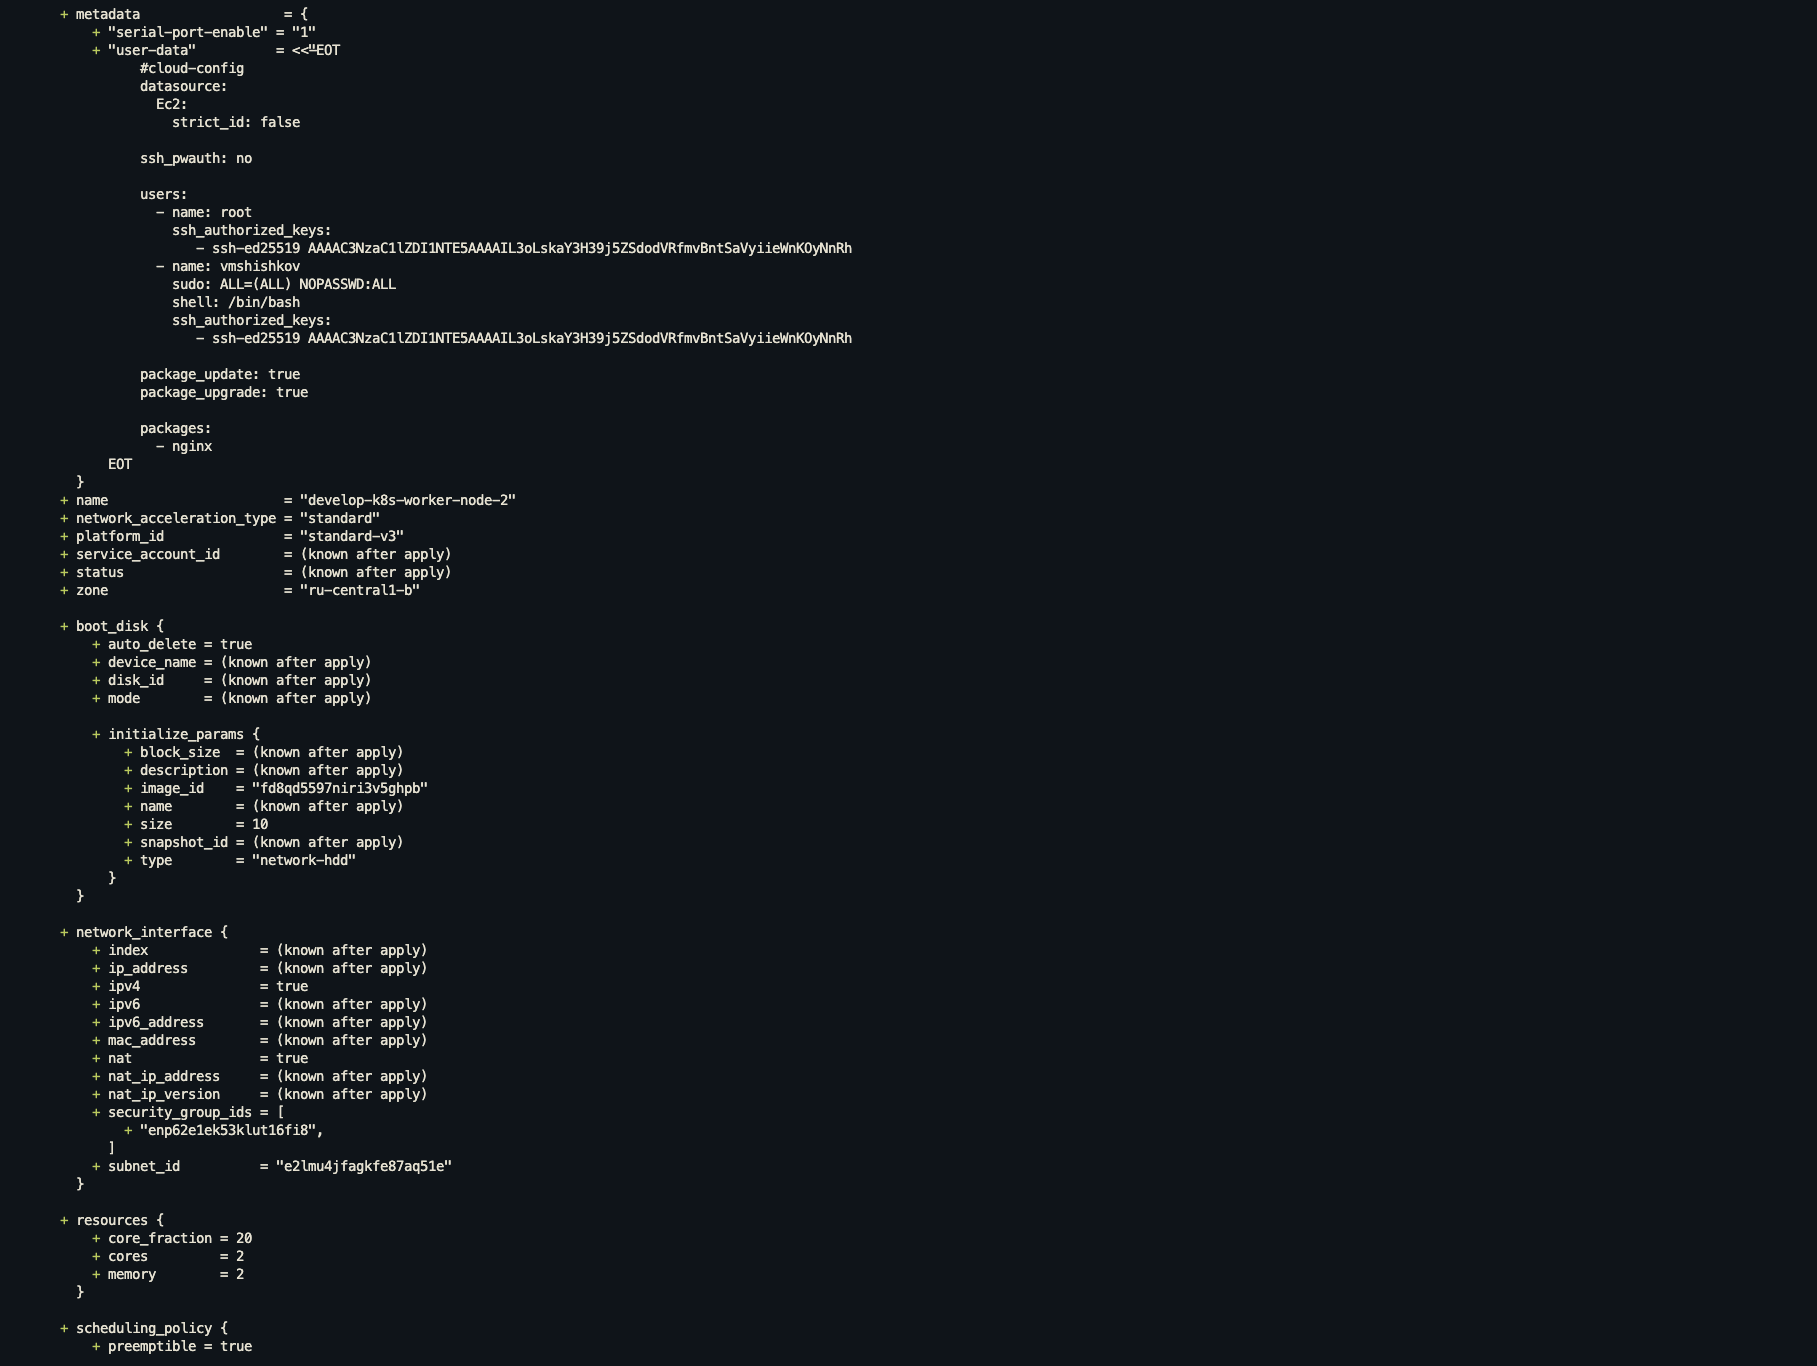 + metadata                  = {
    + "serial-port-enable" = "1"
    + "user-data"          = <<-EOT
          #cloud-config
          datasource:
            Ec2:
              strict_id: false

          ssh_pwauth: no

          users:
            - name: root
              ssh_authorized_keys:
                 - ssh-ed25519 AAAAC3NzaC1lZDI1NTE5AAAAIL3oLskaY3H39j5ZSdodVRfmvBntSaVyiieWnKOyNnRh
            - name: vmshishkov
              sudo: ALL=(ALL) NOPASSWD:ALL
              shell: /bin/bash
              ssh_authorized_keys:
                 - ssh-ed25519 AAAAC3NzaC1lZDI1NTE5AAAAIL3oLskaY3H39j5ZSdodVRfmvBntSaVyiieWnKOyNnRh

          package_update: true
          package_upgrade: true

          packages:
            - nginx
      EOT
  }
+ name                      = "develop-k8s-worker-node-2"
+ network_acceleration_type = "standard"
+ platform_id               = "standard-v3"
+ service_account_id        = (known after apply)
+ status                    = (known after apply)
+ zone                      = "ru-central1-b"

+ boot_disk {
    + auto_delete = true
    + device_name = (known after apply)
    + disk_id     = (known after apply)
    + mode        = (known after apply)

    + initialize_params {
        + block_size  = (known after apply)
        + description = (known after apply)
        + image_id    = "fd8qd5597niri3v5ghpb"
        + name        = (known after apply)
        + size        = 10
        + snapshot_id = (known after apply)
        + type        = "network-hdd"
      }
  }

+ network_interface {
    + index              = (known after apply)
    + ip_address         = (known after apply)
    + ipv4               = true
    + ipv6               = (known after apply)
    + ipv6_address       = (known after apply)
    + mac_address        = (known after apply)
    + nat                = true
    + nat_ip_address     = (known after apply)
    + nat_ip_version     = (known after apply)
    + security_group_ids = [
        + "enp62e1ek53klut16fi8",
      ]
    + subnet_id          = "e2lmu4jfagkfe87aq51e"
  }

+ resources {
    + core_fraction = 20
    + cores         = 2
    + memory        = 2
  }

+ scheduling_policy {
    + preemptible = true